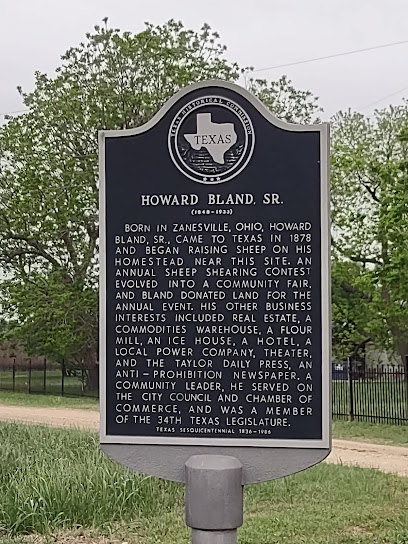 TEXAS HISTORICAL COMMISSION
TEXAS
HOWARD BLAND, SR.
(1848-1933)
BORN IN ZANESVILLE, OHIO, HOWARD
BLAND, SR., CAME TO TEXAS IN 1878
AND BEGAN RAISING SHEEP ON HIS
HOMESTEAD NEAR THIS SITE. AN
ANNUAL SHEEP SHEARING CONTEST
EVOLVED INTO A COMMUNITY FAIR,
AND BLAND DONATED LAND FOR THE
ANNUAL EVENT. HIS OTHER BUSINESS
INTERESTS INCLUDED REAL ESTATE, A
COMMODITIES WAREHOUSE, A FLOUR
MILL, AN ICE HOUSE, A HOTEL, A
LOCAL POWER COMPANY, THEATER,
AND THE TAYLOR DAILY PRESS, AN
ANTI-PROHIBITION NEWSPAPER. A
COMMUNITY LEADER, HE SERVED ON
THE CITY COUNCIL AND CHAMBER OF
COMMERCE, AND WAS A MEMBER
OF THE 34TH TEXAS LEGISLATURE.
TEXAS SESQUICENTENNIAL 1836-1986